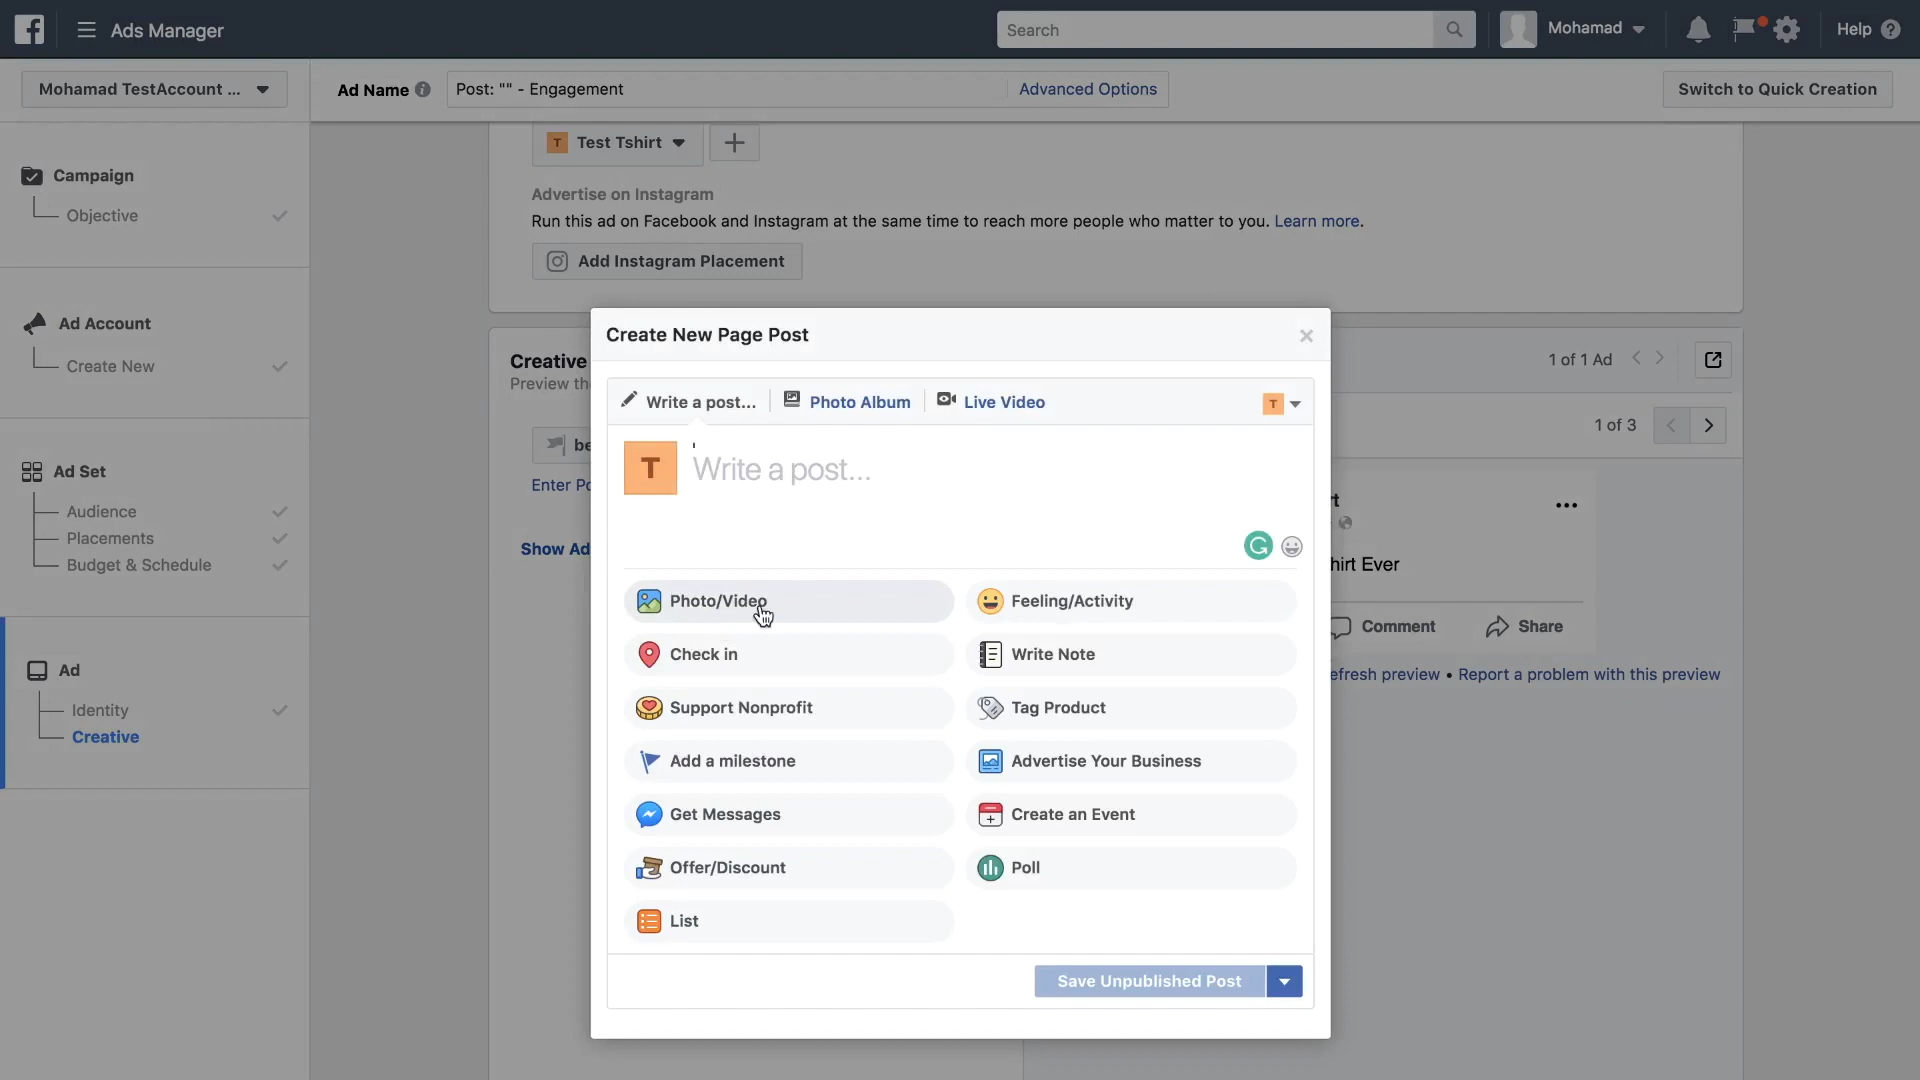 Ads Manager
Search
Mohamad
Help
Mohamad TestAccount ...
Ad Name
Post: "" - Engagement
Advanced Options
Switch to Quick Creation
Campaign
Objective
Ad Account
Create New
Ad Set
Audience
Placements
Budget & Schedule
Ad
Identity
Creative
T Test Tshirt
Advertise on Instagram
Run this ad on Facebook and Instagram at the same time to reach more people who matter to you. Learn more.
Add Instagram Placement
Creative
Preview th
be
Enter Po
Show Ad
1 of 1 Ad
1 of 3
rt
hirt Ever
Comment
Share
efresh preview • Report a problem with this preview
Create New Page Post
Write a post...
Photo Album
Live Video
T
T
Write a post...
Photo/Video
Feeling/Activity
Check in
Write Note
Support Nonprofit
Tag Product
Add a milestone
Advertise Your Business
Get Messages
Create an Event
Offer/Discount
Poll
List
Save Unpublished Post